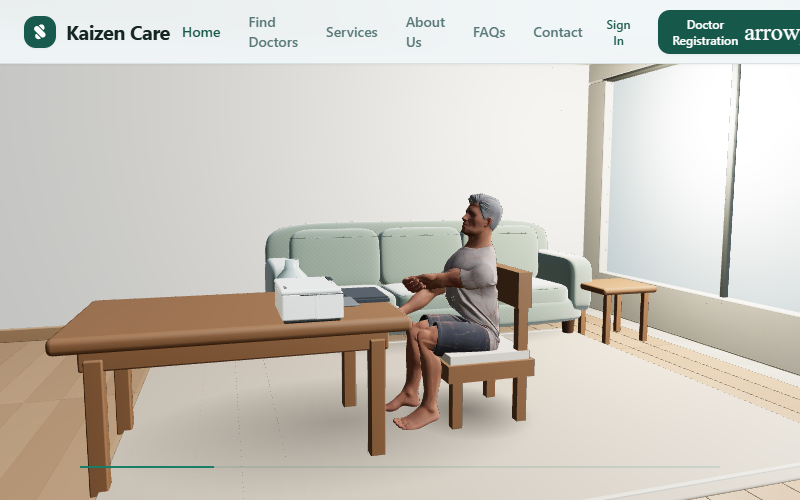 Kaizen Care
Home
Find
Doctors
Services
About
Us
FAQs
Contact
Sign
In
Doctor
Registration
arrow